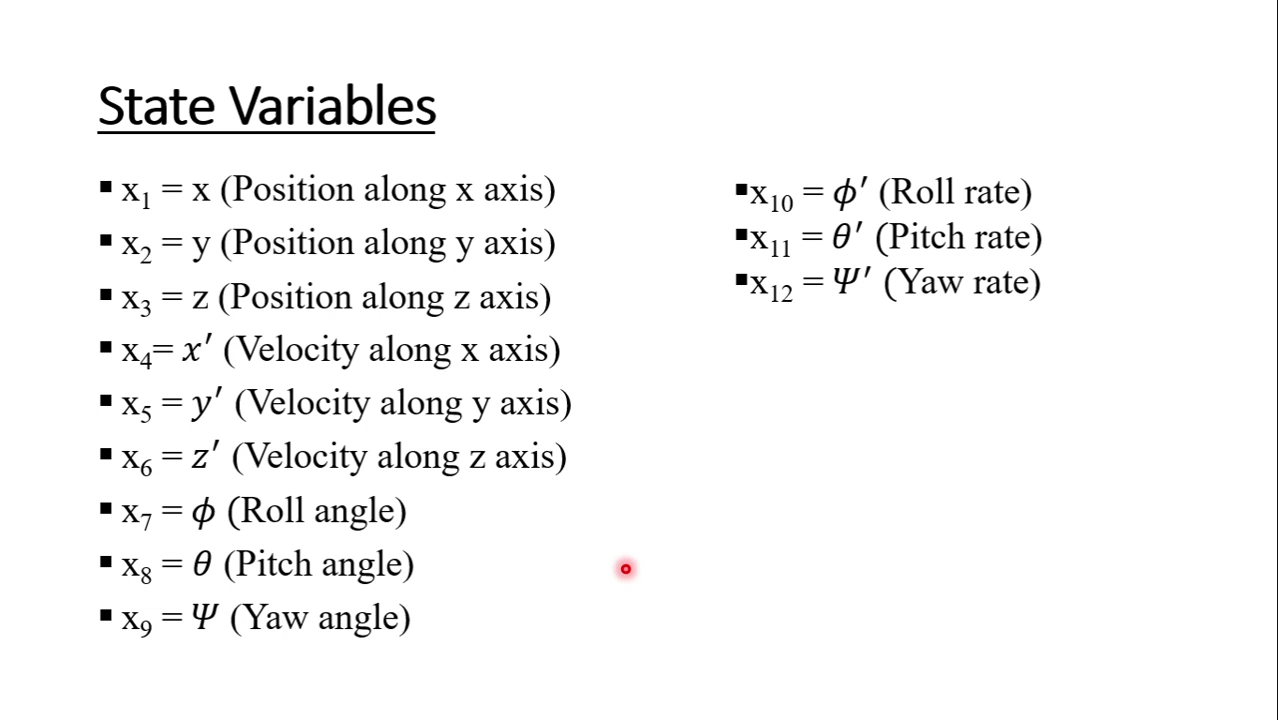 State Variables
▪ x₁ = x (Position along x axis)
▪ x₂ = y (Position along y axis)
▪ x₃ = z (Position along z axis)
▪ x₄= x′ (Velocity along x axis)
▪ x₅ = y′ (Velocity along y axis)
▪ x₆ = z′ (Velocity along z axis)
▪ x₇ = ϕ (Roll angle)
▪ x₈ = θ (Pitch angle)
▪ x₉ = Ψ (Yaw angle)
▪x₁₀ = ϕ′ (Roll rate)
▪x₁₁ = θ′ (Pitch rate)
▪x₁₂ = Ψ′ (Yaw rate)